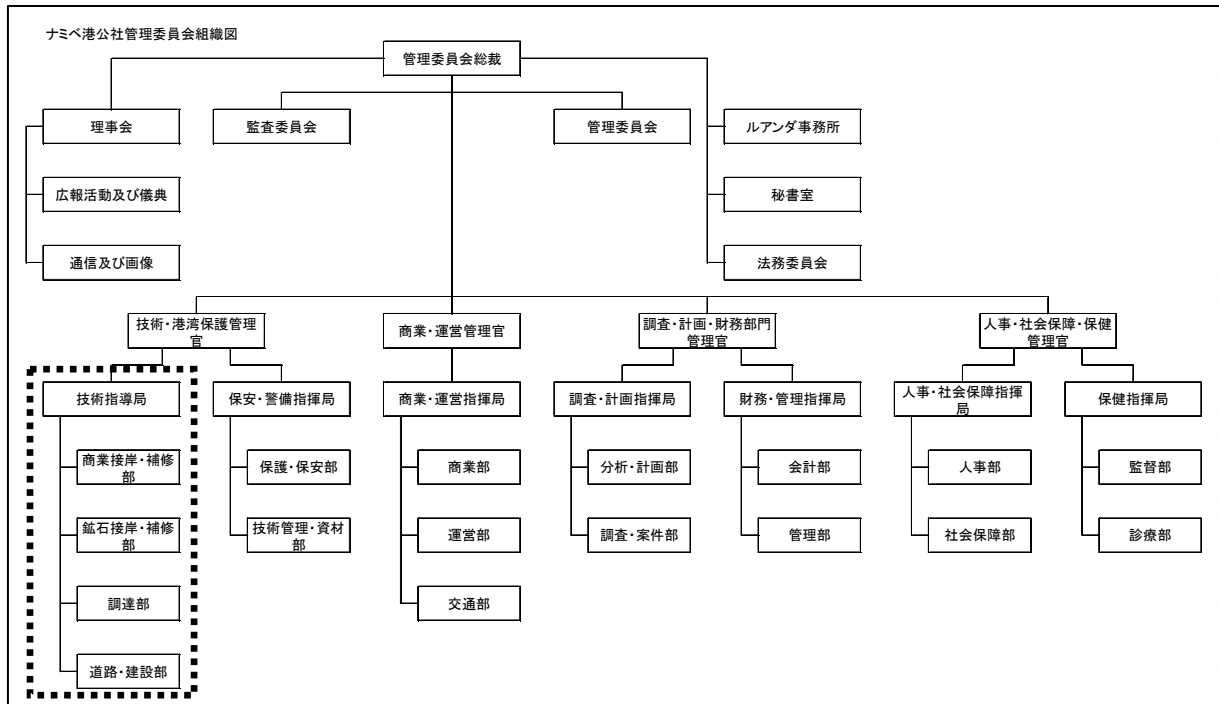 ナミベ港公社管理委員会組織図
管理委員会総裁
理事会
監査委員会
管理委員会
ルアンダ事務所
広報活動及び儀典
秘書室
通信及び画像
法務委員会
技術・港湾保護管理
官
商業・運営管理官
調査・計画・財務部門
管理官
人事・社会保障・保健
管理官
技術指導局
保安・警備指揮局
商業・運営指揮局
調査・計画指揮局
財務・管理指揮局
人事・社会保障指揮
局
保健指揮局
商業接岸・補修
部
保護・保安部
商業部
分析・計画部
会計部
人事部
監督部
鉱石接岸・補修
部
技術管理・資材
部
運営部
調査・案件部
管理部
社会保障部
診療部
調達部
交通部
道路・建設部